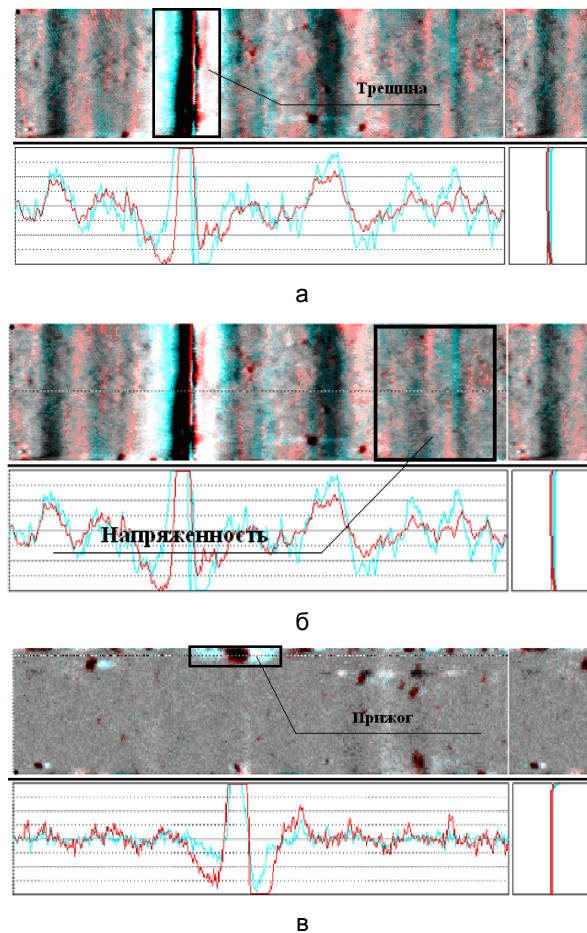 Трещина
а
Напряженность
б
Прижог
в